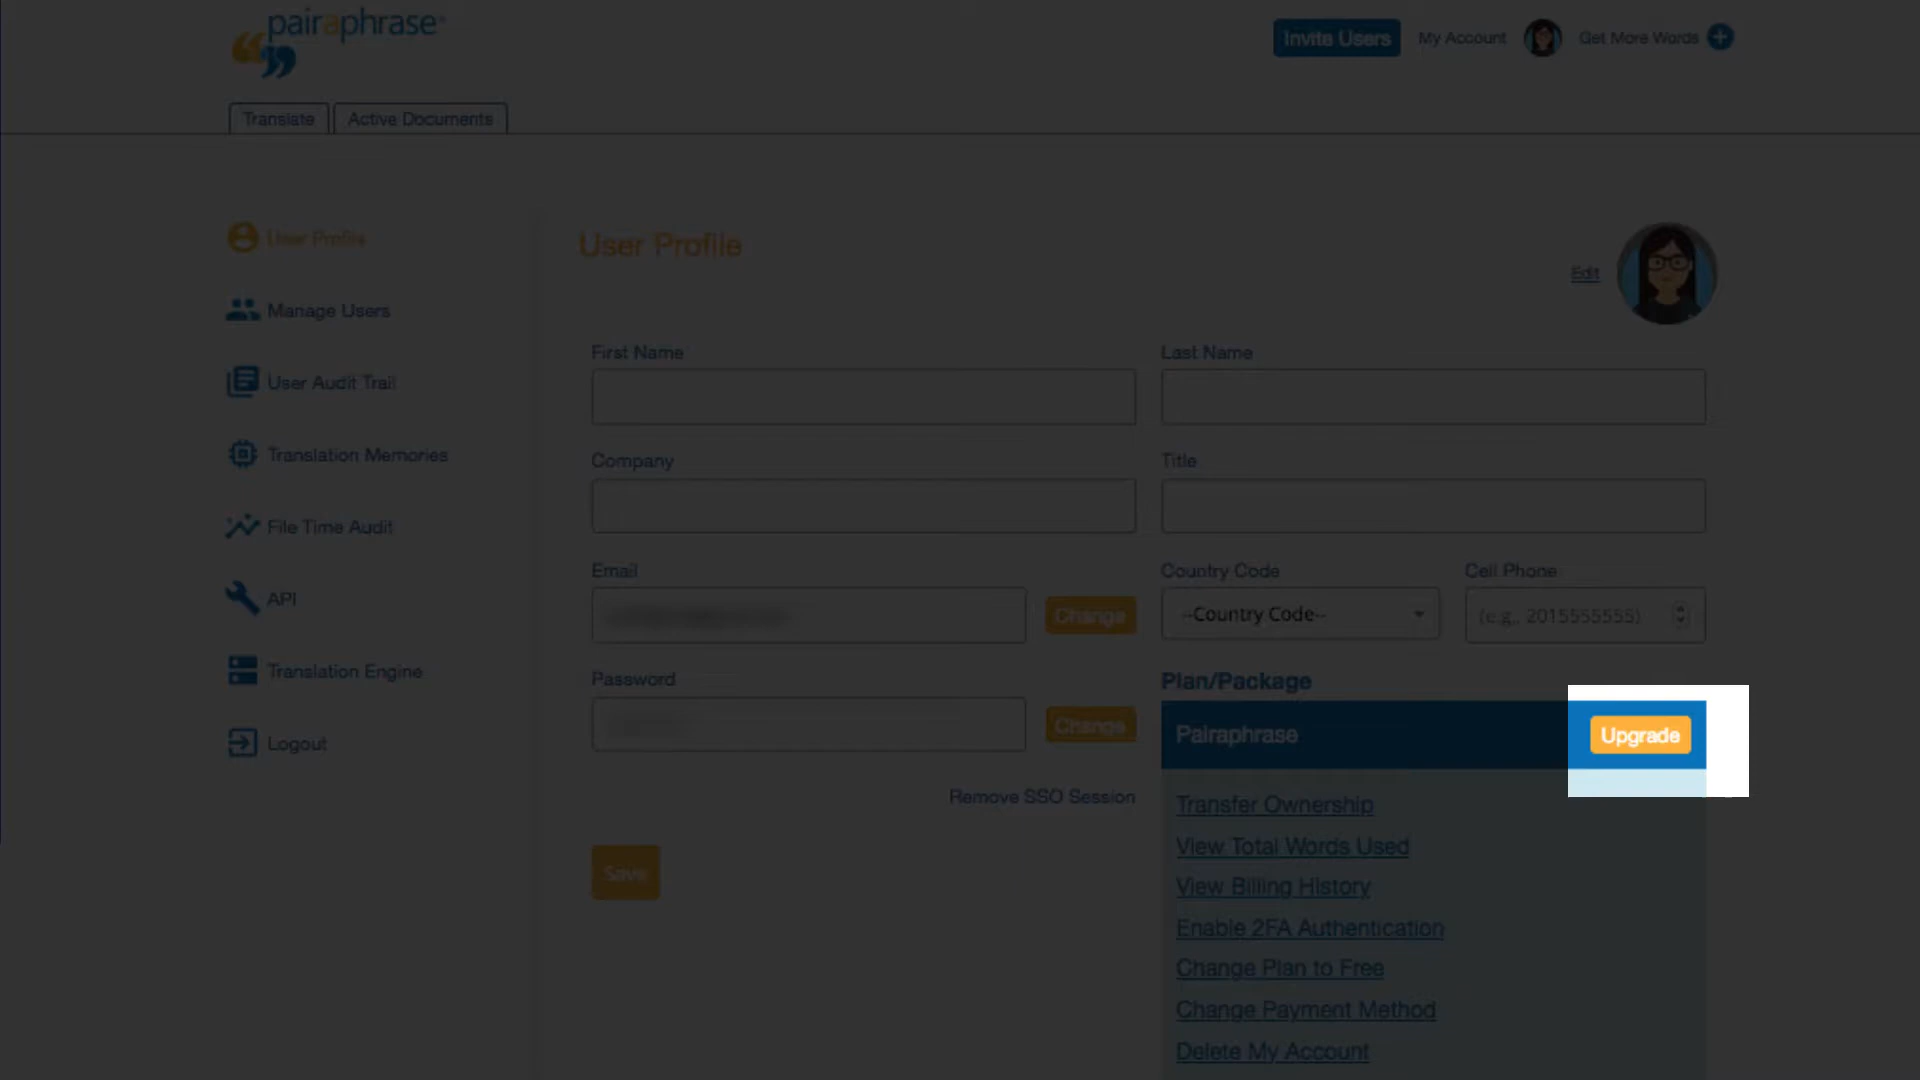 pairaphrase
Invite Users
My Account
Get More Words
Translate
Active Documents
User Profile
Manage Users
User Audit Trail
Translation Memories
File Time Audit
API
Translation Engine
Logout
User Profile
Edit
First Name
Last Name
Company
Title
Email
Change
Country Code
--Country Code--
Cell Phone
(e.g., 2015555555)
Password
Change
Remove SSO Session
Save
Plan/Package
Pairaphrase
Upgrade
Transfer Ownership
View Total Words Used
View Billing History
Enable 2FA Authentication
Change Plan to Free
Change Payment Method
Delete My Account